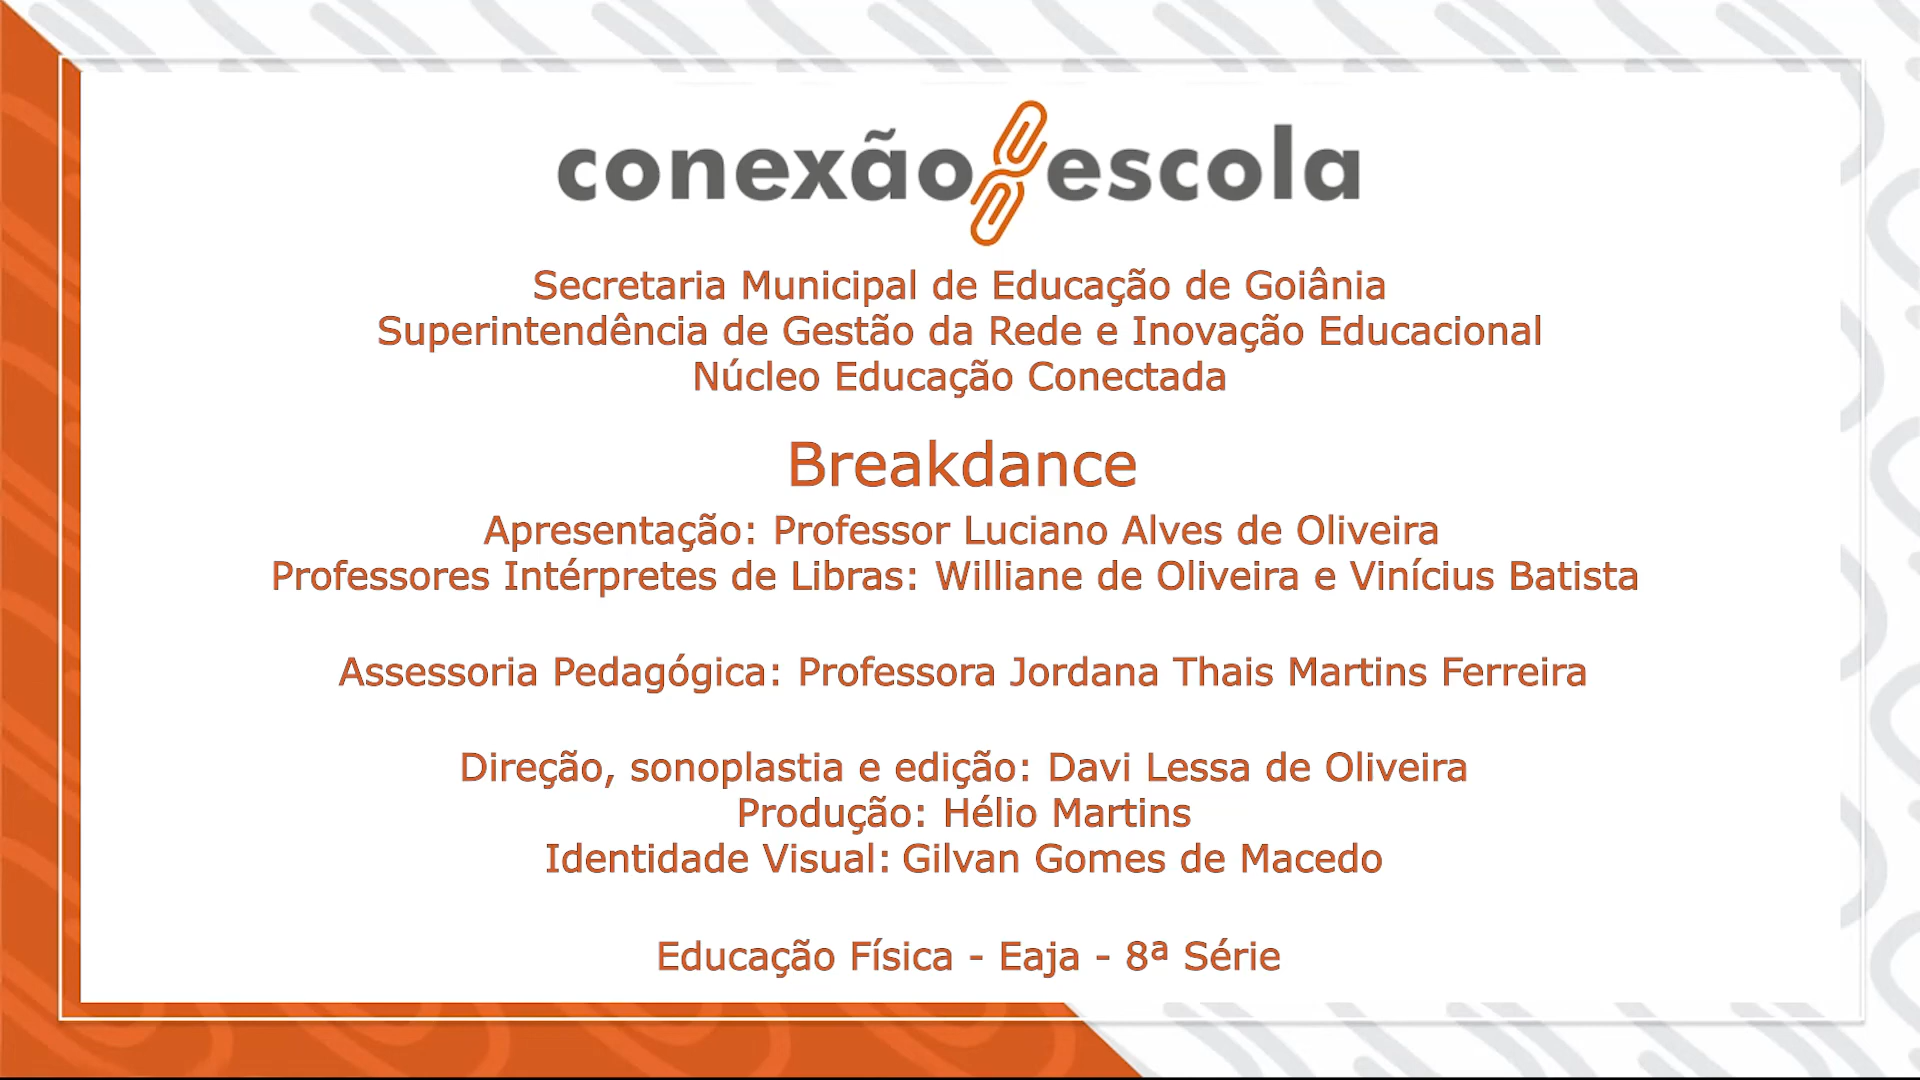 conexão escola
Secretaria Municipal de Educação de Goiânia
Superintendência de Gestão da Rede e Inovação Educacional
Núcleo Educação Conectada
Breakdance
Apresentação: Professor Luciano Alves de Oliveira
Professores Intérpretes de Libras: Williane de Oliveira e Vinícius Batista
Assessoria Pedagógica: Professora Jordana Thais Martins Ferreira
Direção, sonoplastia e edição: Davi Lessa de Oliveira
Produção: Hélio Martins
Identidade Visual: Gilvan Gomes de Macedo
Educação Física - Eaja - 8ª Série